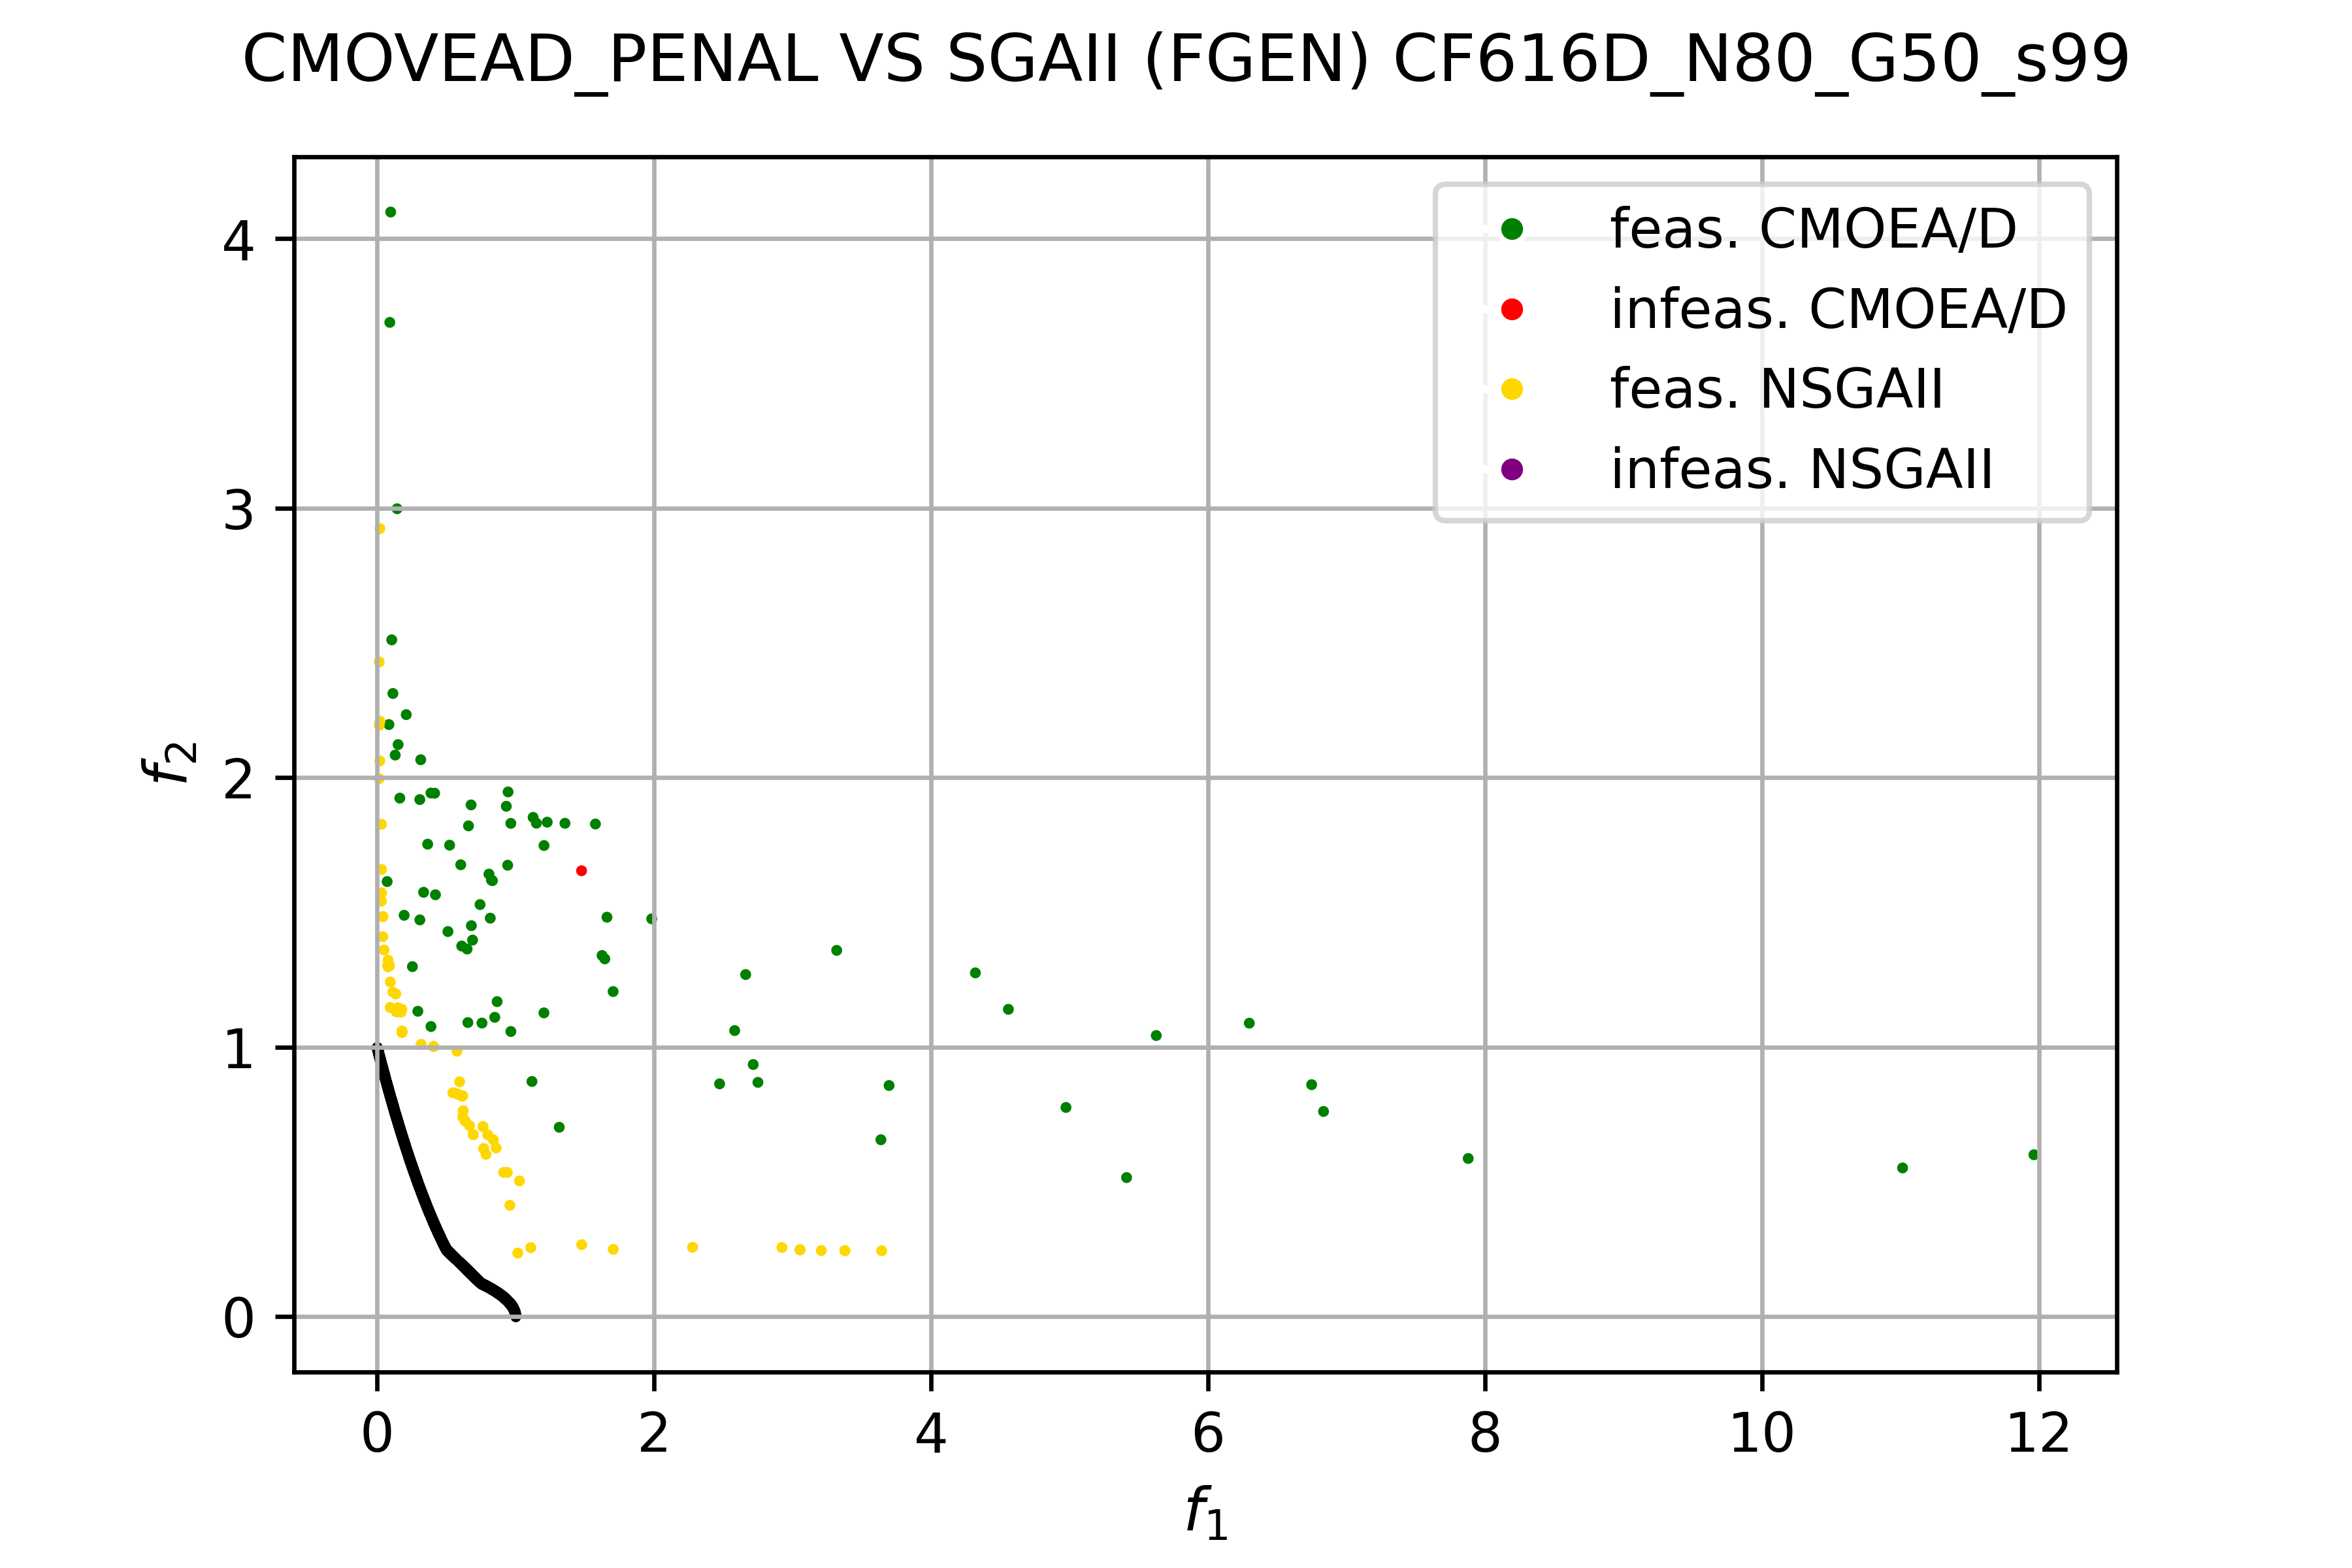 CMOVEAD_PENAL VS SGAII (FGEN) CF616D_N80_G50_s99
feas. CMOEA/D
infeas. CMOEA/D
feas. NSGAII
infeas. NSGAII
4
3
2
1
0
f2
0 2 4 6 8 10 12
f1